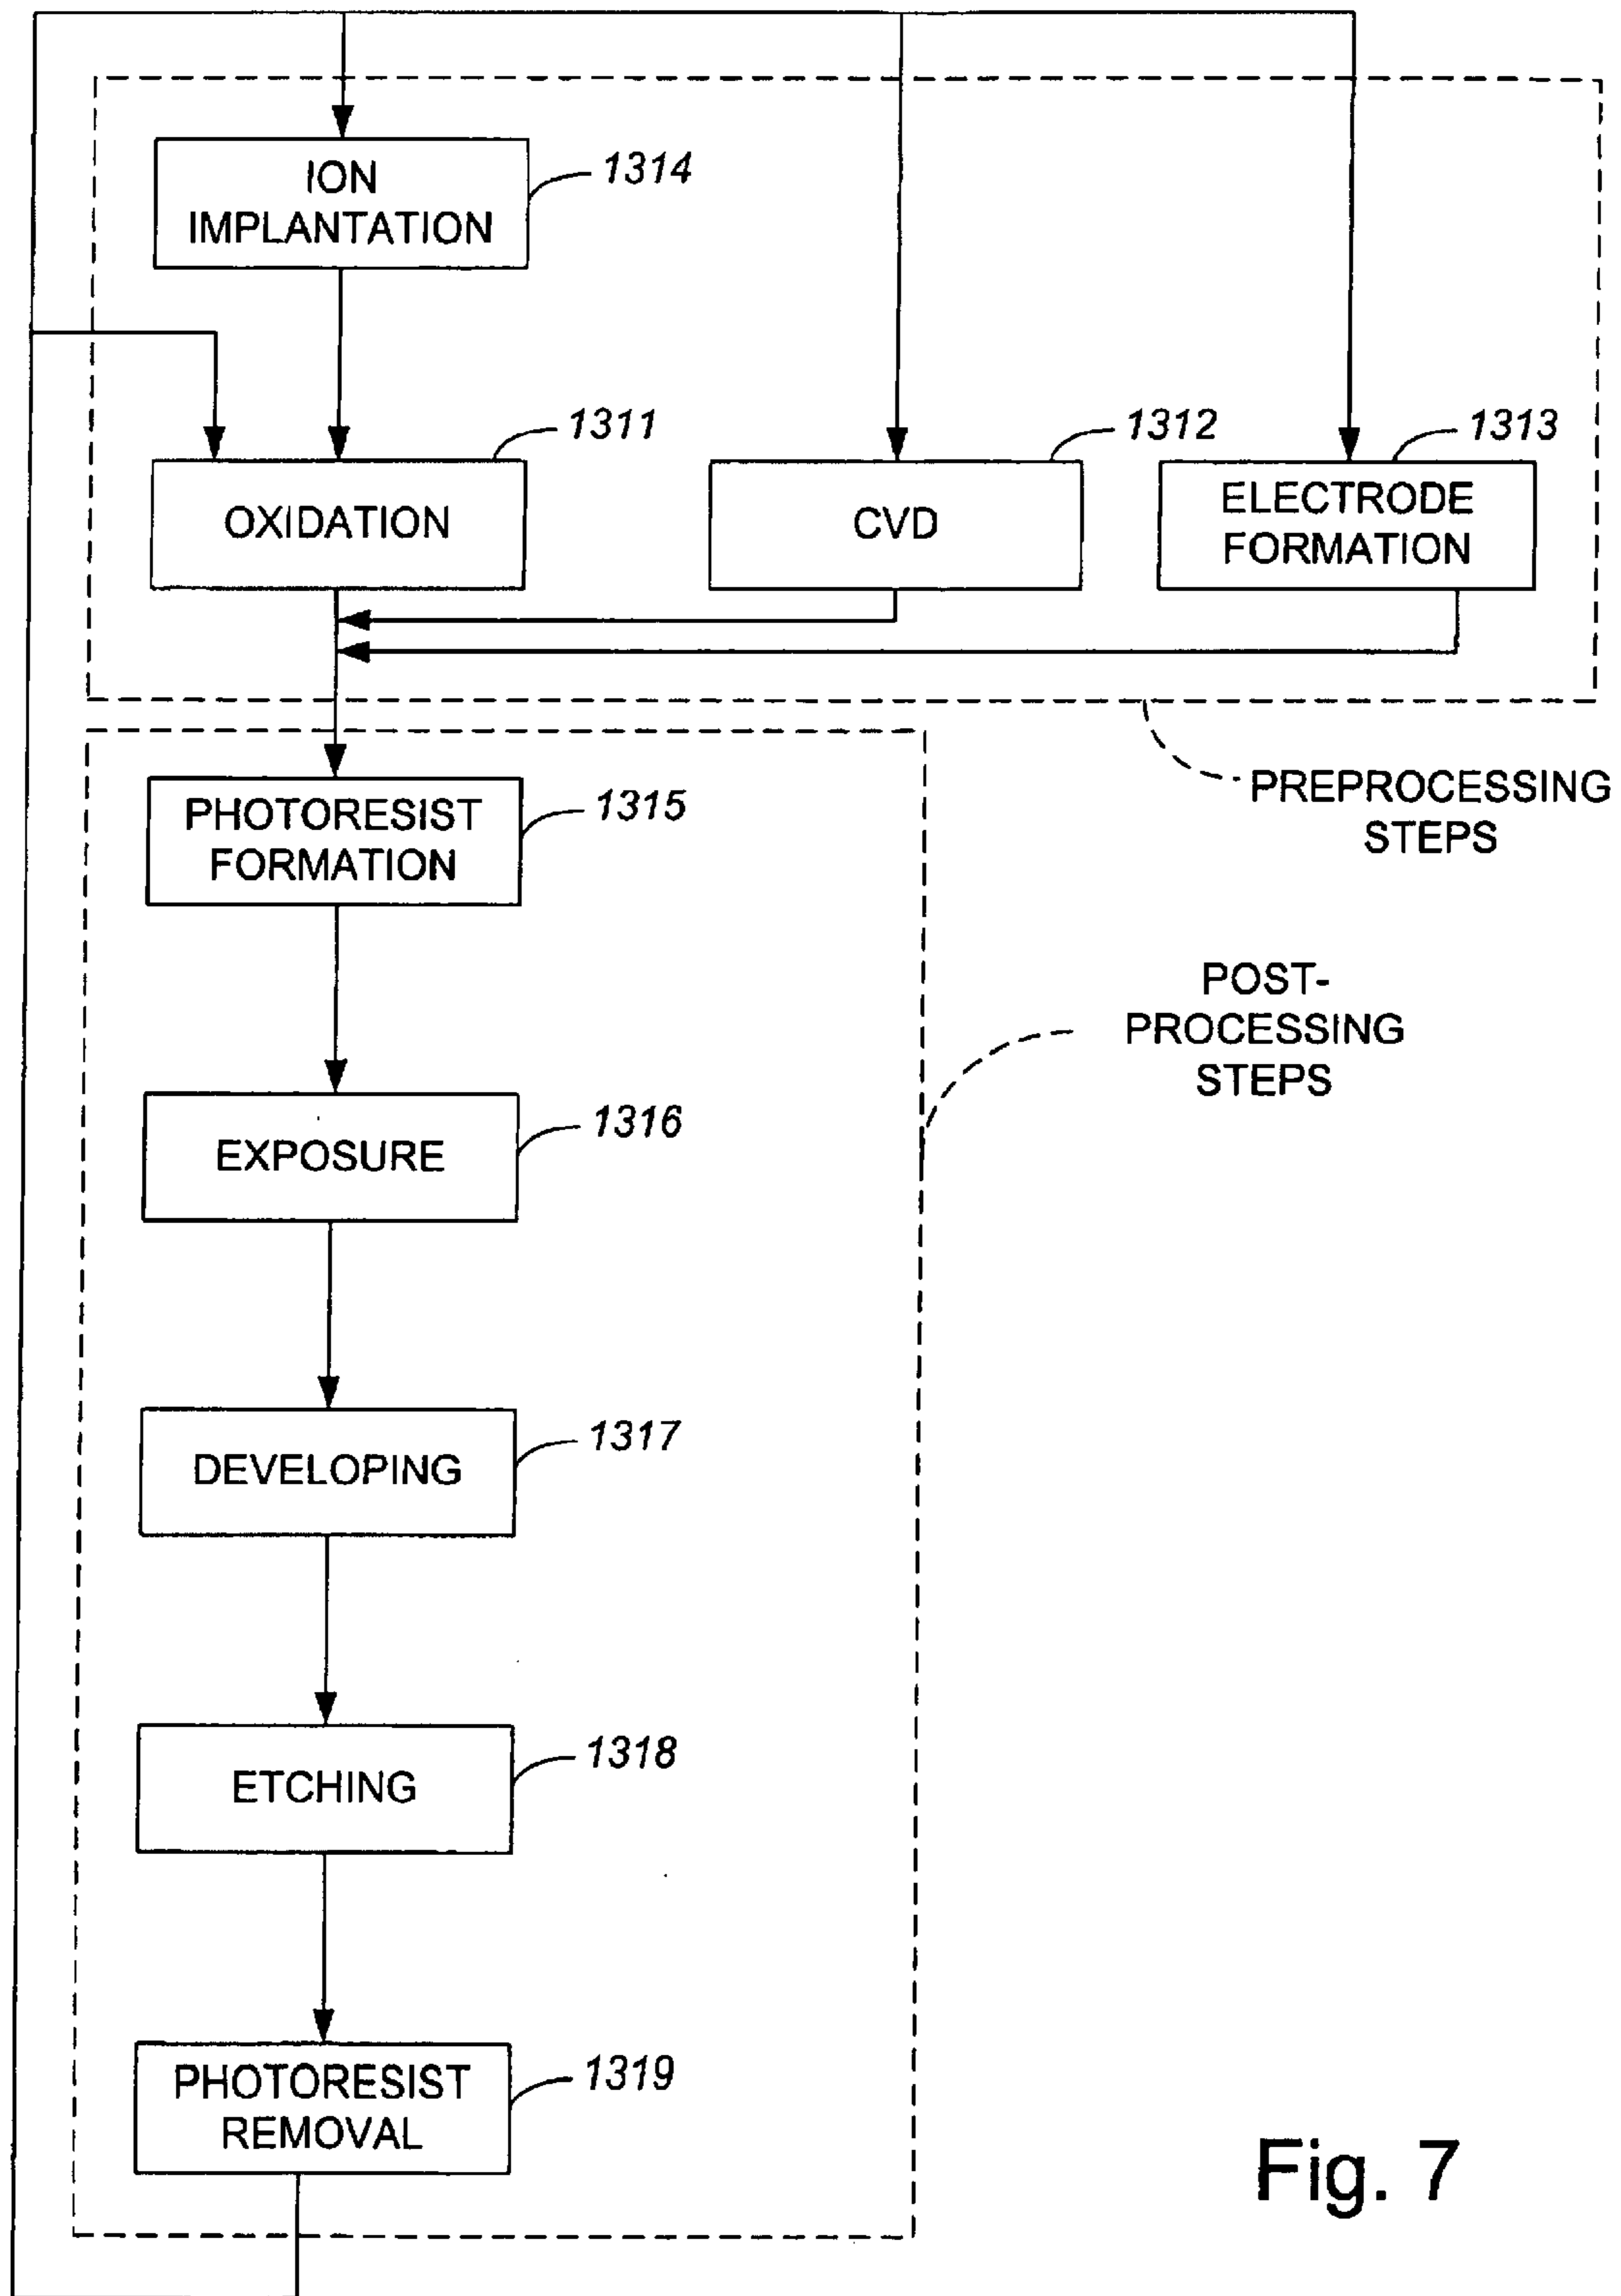 ION
IMPLANTATION
1314
1311
OXIDATION
1312
CVD
1313
ELECTRODE
FORMATION
PREPROCESSING
STEPS
1315
PHOTORESIST
FORMATION
POST-
PROCESSING
STEPS
1316
EXPOSURE
1317
DEVELOPING
1318
ETCHING
1319
PHOTORESIST
REMOVAL
Fig. 7